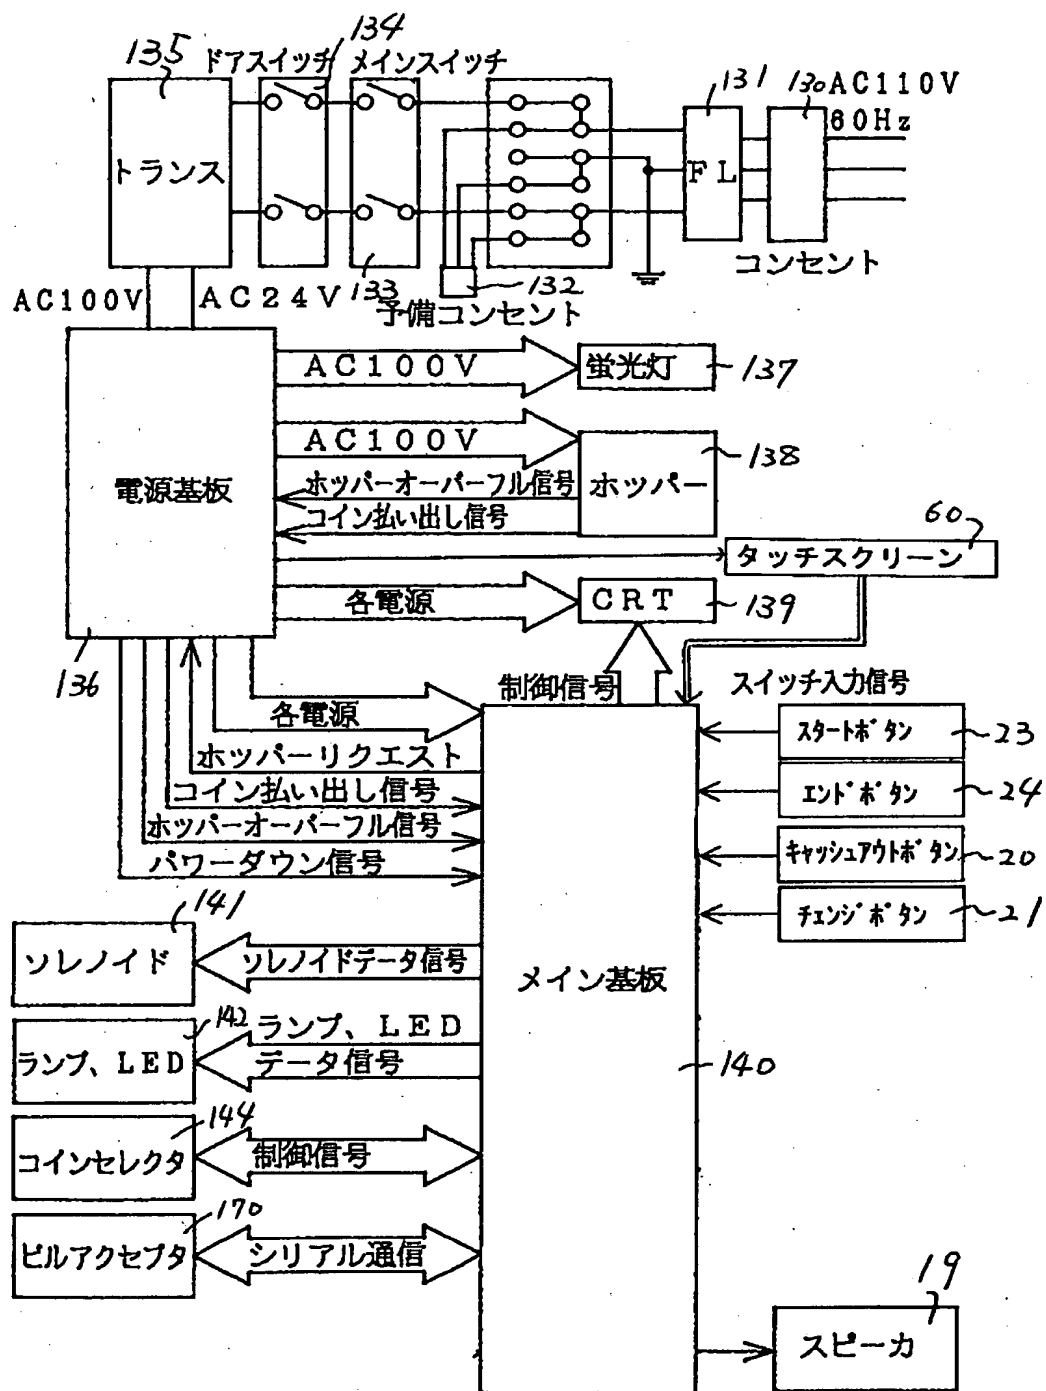 135
ドアスイッチ
134
メインスイッチ
131
130
AC110V
60Hz
トランス
FL
コンセント
133
132
予備コンセント
AC100V
AC24V
電源基板
136
AC100V
蛍光灯
137
AC100V
ホッパー
138
ホッパーオーバーフル信号
コイン払い出し信号
60
タッチスクリーン
各電源
CRT
139
制御信号
スイッチ入力信号
各電源
ホッパーリクエスト
コイン払い出し信号
ホッパーオーバーフル信号
パワーダウン信号
スタートボタン
23
エンドボタン
24
キャッシュアウトボタン
20
チェンジボタン
21
メイン基板
140
141
ソレノイド
ソレノイドデータ信号
142
ランプ、LED
ランプ、LED
データ信号
144
コインセレクタ
制御信号
170
ビルアクセプタ
シリアル通信
19
スピーカ